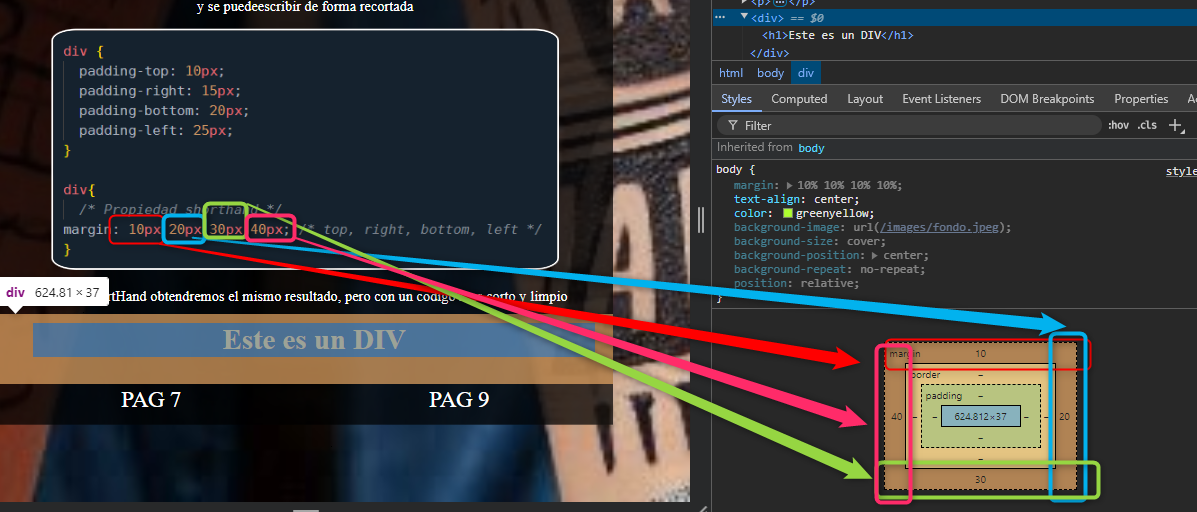 y se puedeescribir de forma recortada
div {
padding-top: 10px;
padding-right: 15px;
padding-bottom: 20px;
padding-left: 25px;
}
div{
/* Propiedad shorthand */
margin: 10px 20px 30px 40px; /* top, right, bottom, left */
}
div 624.81 × 37
rtHand obtendremos el mismo resultado, pero con un codigo corto y limpio
Este es un DIV
PAG 7
PAG 9
<p> ··· </p>
··· ▼ <div> == $0
<h1>Este es un DIV</h1>
</div>
html body div
Styles Computed Layout Event Listeners DOM Breakpoints Properties
Filter :hov .cls
Inherited from body
body { style
margin: ▶ 10% 10% 10% 10%;
text-align: center;
color: greenyellow;
background-image: url(/images/fondo.jpeg);
background-size: cover;
background-position: ▶ center;
background-repeat: no-repeat;
position: relative;
}
margin 10
border –
padding –
40 – – 624.812×37 – – 20
–
–
30